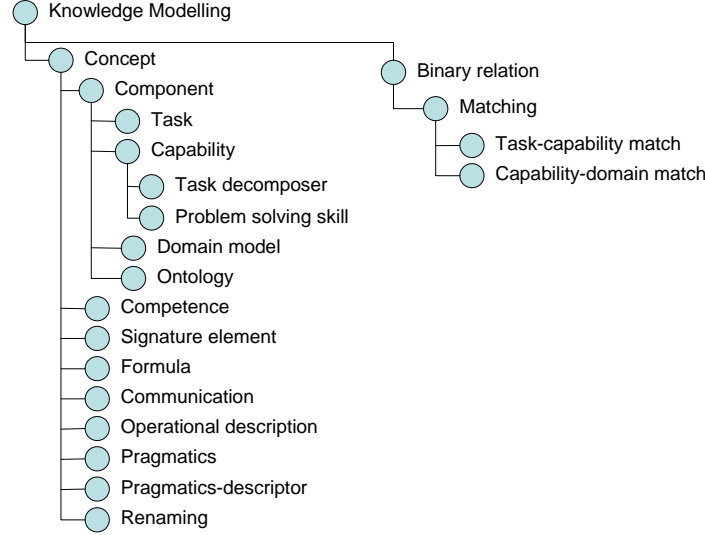 Knowledge Modelling
Concept
Component
Task
Capability
Task decomposer
Problem solving skill
Domain model
Ontology
Competence
Signature element
Formula
Communication
Operational description
Pragmatics
Pragmatics-descriptor
Renaming
Binary relation
Matching
Task-capability match
Capability-domain match